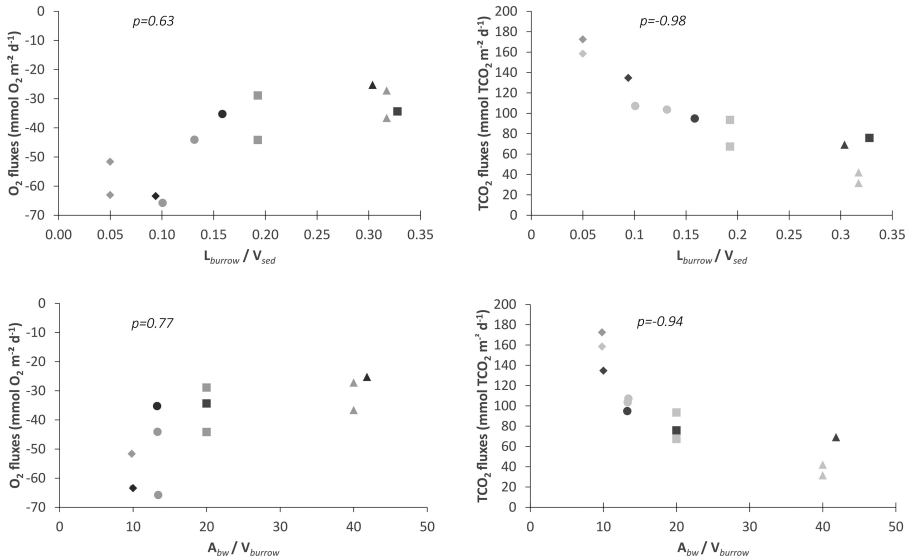 p=0.63
O2 fluxes (mmol O2 m-2 d-1)
0
-10
-20
-30
-40
-50
-60
-70
0.00 0.05 0.10 0.15 0.20 0.25 0.30 0.35
Lburrow / Vsed
p=-0.98
TCO2 fluxes (mmol TCO2 m-2 d-1)
200
180
160
140
120
100
80
60
40
20
0
0 0.05 0.1 0.15 0.2 0.25 0.3 0.35
Lburrow / Vsed
p=0.77
O2 fluxes (mmol O2 m-2 d-1)
0
-10
-20
-30
-40
-50
-60
-70
0 10 20 30 40 50
Abw / Vburrow
p=-0.94
TCO2 fluxes (mmol TCO2 m-2 d-1)
200
180
160
140
120
100
80
60
40
20
0
0 10 20 30 40 50
Abw / Vburrow